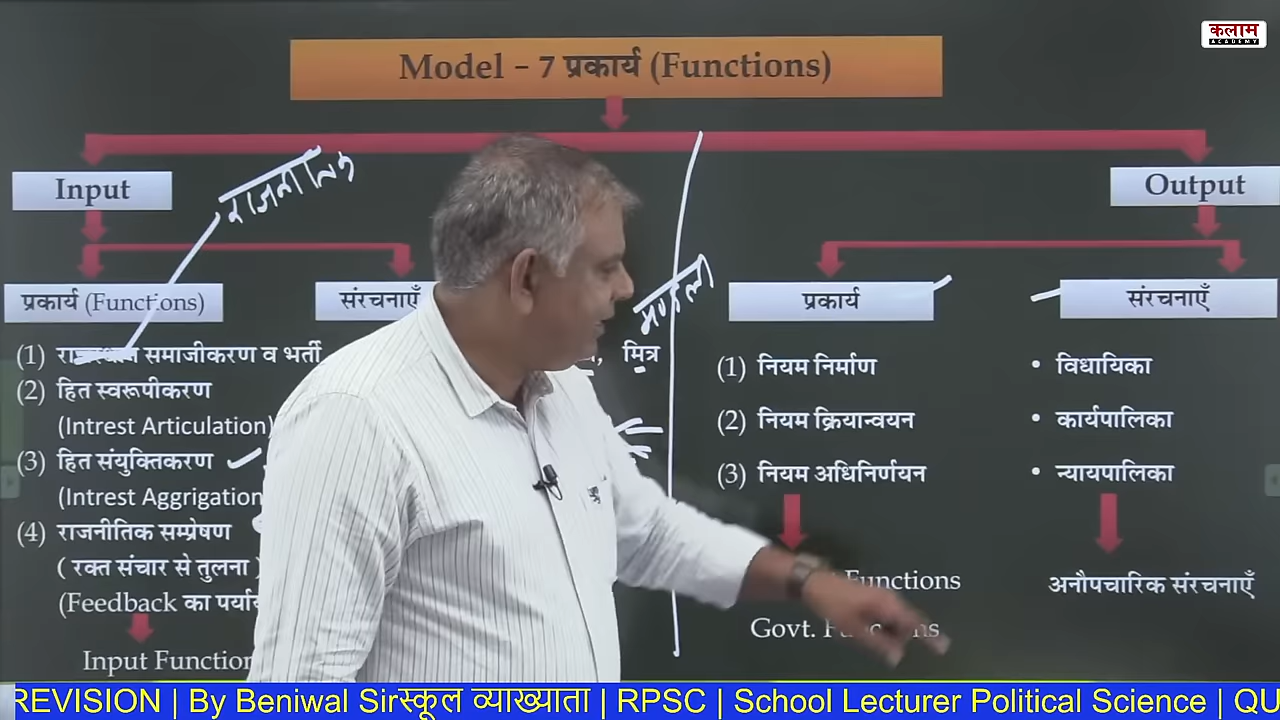 कलाम
ACADEMY
Model – 7 प्रकार्य (Functions)
Input
राजनीतिक
Output
प्रकार्य (Functions)
संरचनाएँ
मण्डली
प्रकार्य
संरचनाएँ
(1) समाजीकरण व भर्ती
मित्र
(2) हित स्वरूपीकरण
(Intrest Articulation)
(3) हित संयुक्तिकरण
(Intrest Aggrigation
(4) राजनीतिक सम्प्रेषण
( रक्त संचार से तुलना )
(Feedback का
Input
(1) नियम निर्माण
(2) नियम क्रियान्वयन
(3) नियम अधिनिर्णयन
Functions
Govt.
• विधायिका
• कार्यपालिका
• न्यायपालिका
अनौपचारिक संरचनाएँ
REVISION | By Beniwal Sirस्कूल व्याख्याता | RPSC | School Lecturer Political Science | QU